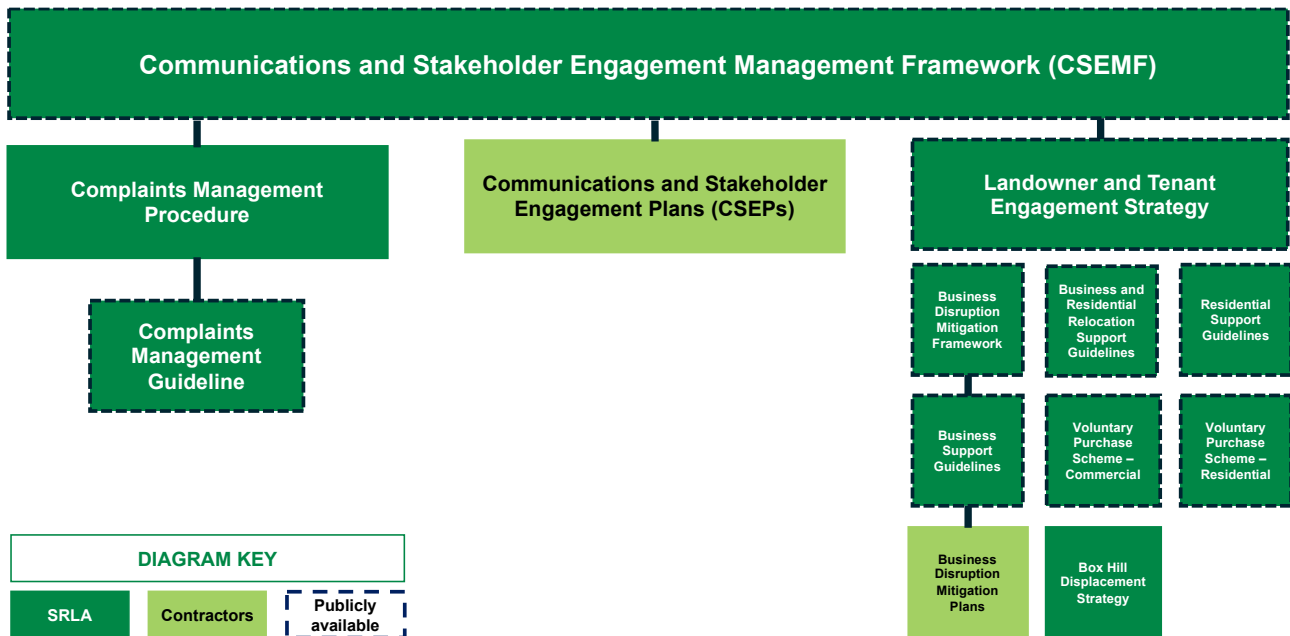 Communications and Stakeholder Engagement Management Framework (CSEMF)
Complaints Management
Procedure
Communications and Stakeholder
Engagement Plans (CSEPs)
Landowner and Tenant
Engagement Strategy
Complaints
Management
Guideline
Business
Disruption
Mitigation
Framework
Business and
Residential
Relocation
Support
Guidelines
Residential
Support
Guidelines
Business
Support
Guidelines
Voluntary
Purchase
Scheme –
Commercial
Voluntary
Purchase
Scheme –
Residential
Business
Disruption
Mitigation
Plans
Box Hill
Displacement
Strategy
DIAGRAM KEY
SRLA
Contractors
Publicly
available